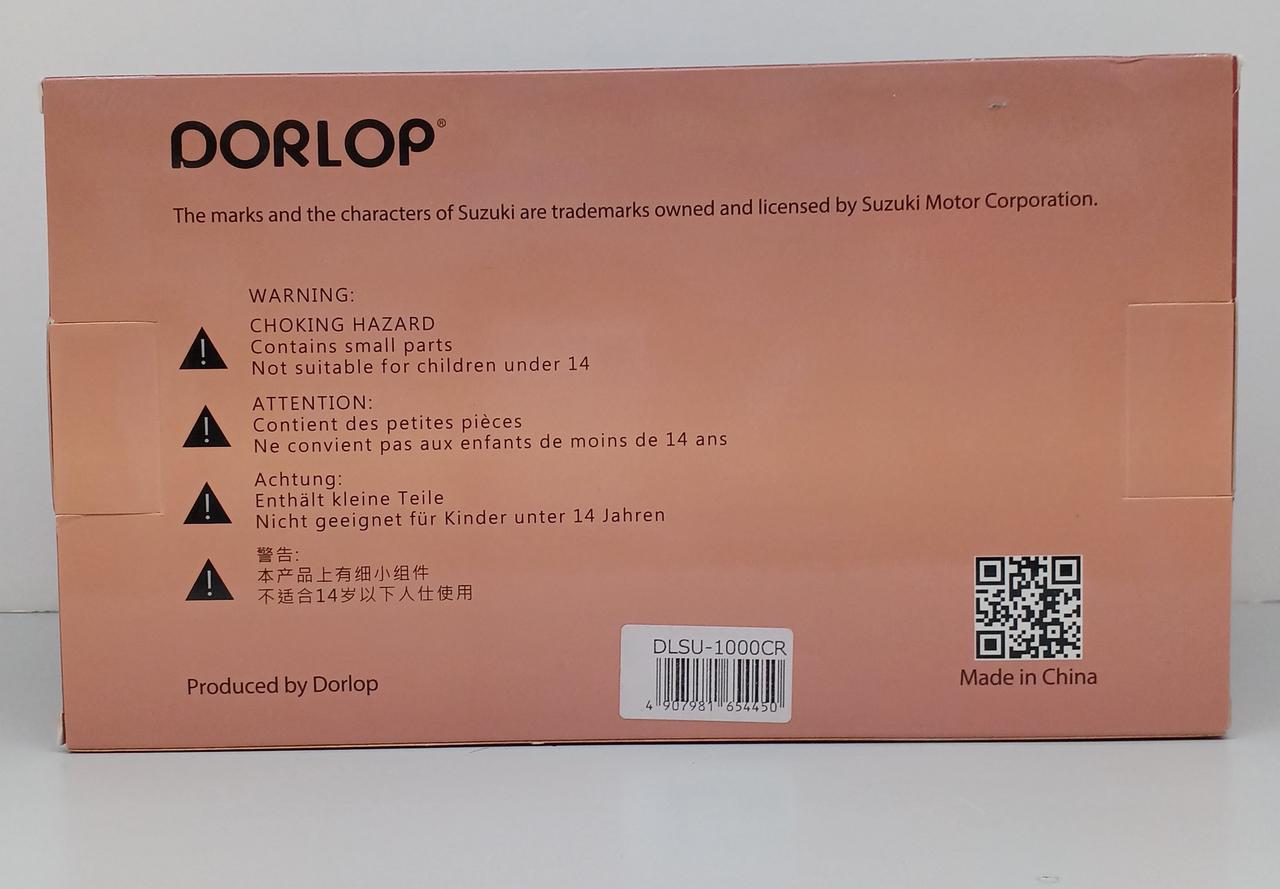 DORLOP®
The marks and the characters of Suzuki are trademarks owned and licensed by Suzuki Motor Corporation.
WARNING:
CHOKING HAZARD
Contains small parts
Not suitable for children under 14
ATTENTION:
Contient des petites pièces
Ne convient pas aux enfants de moins de 14 ans
Achtung:
Enthält kleine Teile
Nicht geeignet für Kinder unter 14 Jahren
警告:
本产品上有细小组件
不适合14岁以下人仕使用
Produced by Dorlop
DLSU-1000CR
4 907981 654450
Made in China